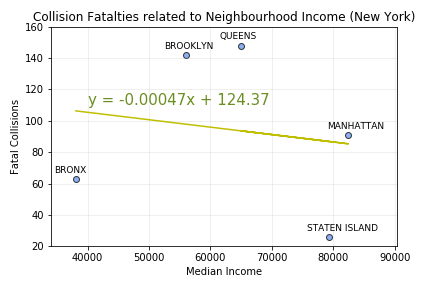 Collision Fatalties related to Neighbourhood Income (New York)
160
140
120
100
80
60
40
20
Fatal Collisions
QUEENS
BROOKLYN
y = -0.00047x + 124.37
MANHATTAN
BRONX
STATEN ISLAND
40000 50000 60000 70000 80000 90000
Median Income